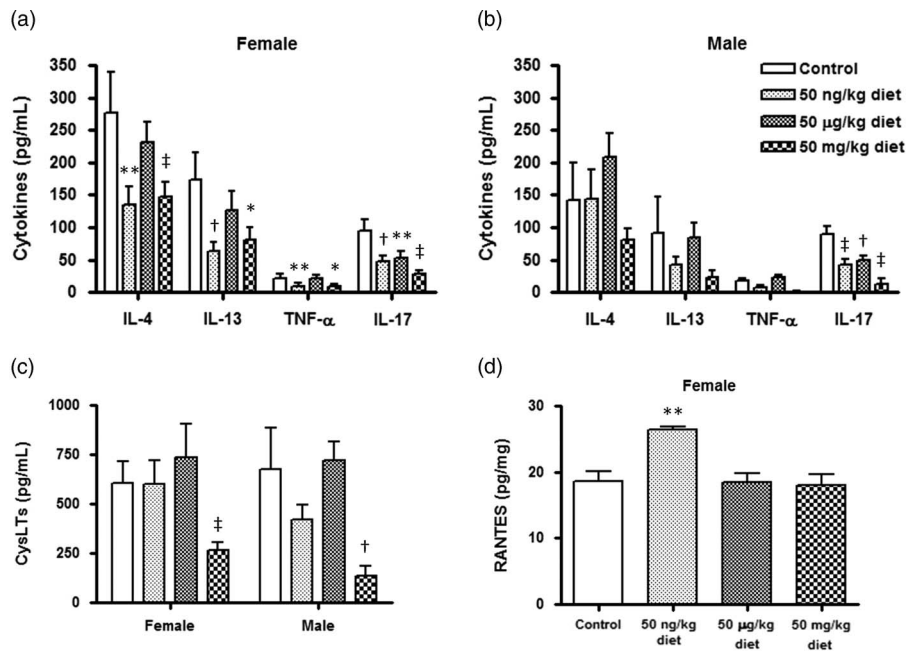 (a)
Female
Cytokines (pg/mL)
350
300
250
200
150
100
50
0
**
‡
†
*
**
*
†
**
‡
IL-4 IL-13 TNF-α IL-17
(b)
Male
Cytokines (pg/mL)
350
300
250
200
150
100
50
0
Control
50 ng/kg diet
50 µg/kg diet
50 mg/kg diet
‡
†
‡
IL-4 IL-13 TNF-α IL-17
(c)
CysLTs (pg/mL)
1000
750
500
250
0
‡
†
Female Male
(d)
Female
RANTES (pg/mg)
30
20
10
0
**
Control 50 ng/kg diet 50 µg/kg diet 50 mg/kg diet